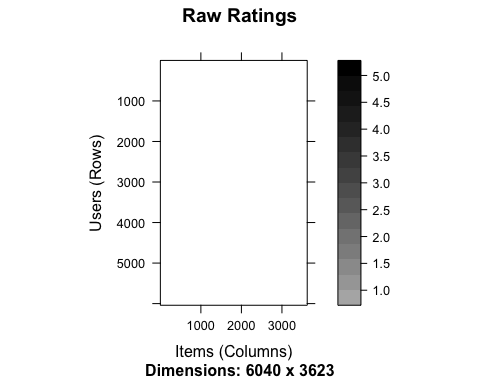 Raw Ratings
1000
2000
3000
4000
5000
Users (Rows)
1000 2000 3000
Items (Columns)
Dimensions: 6040 x 3623
5.0
4.5
4.0
3.5
3.0
2.5
2.0
1.5
1.0